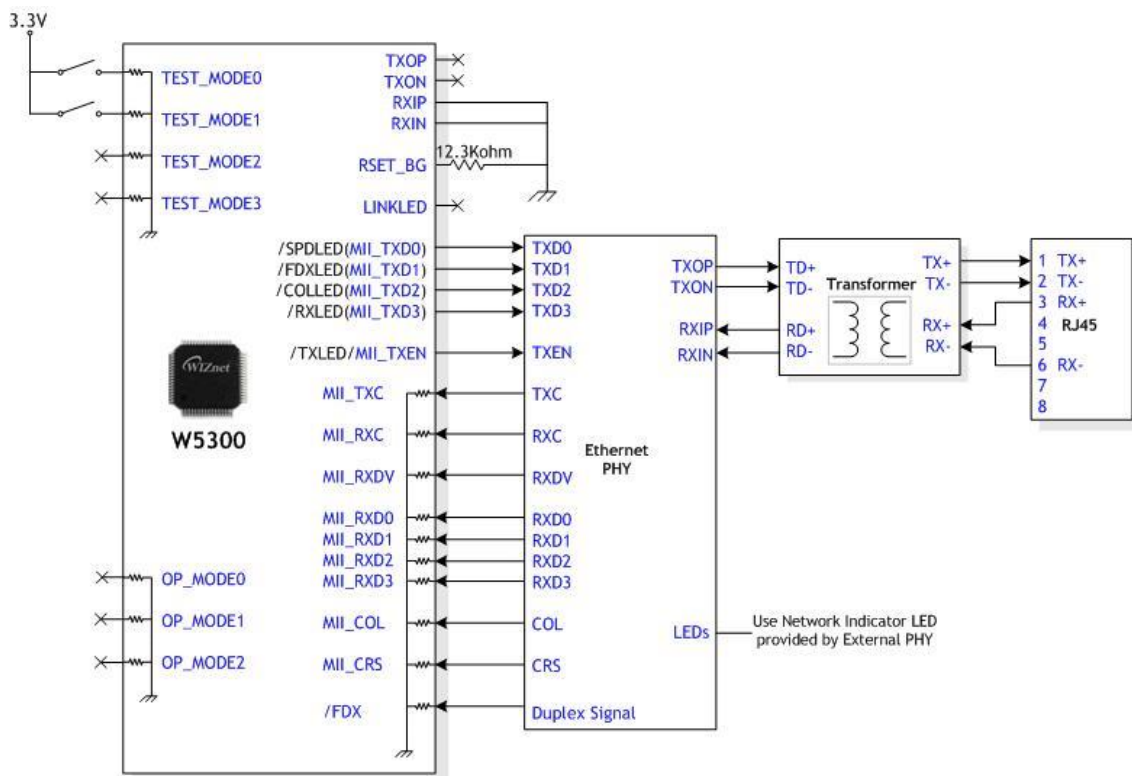 3.3V
TEST_MODE0
TEST_MODE1
TEST_MODE2
TEST_MODE3
TXOP
TXON
RXIP
RXIN
RSET_BG
12.3Kohm
LINKLED
/SPDLED(MII_TXD0)
/FDXLED(MII_TXD1)
/COLLED(MII_TXD2)
/RXLED(MII_TXD3)
/TXLED/MII_TXEN
WIZnet
W5300
MII_TXC
MII_RXC
MII_RXDV
MII_RXD0
MII_RXD1
MII_RXD2
MII_RXD3
MII_COL
MII_CRS
/FDX
OP_MODE0
OP_MODE1
OP_MODE2
TXD0
TXD1
TXD2
TXD3
TXEN
TXC
RXC
RXDV
RXD0
RXD1
RXD2
RXD3
COL
CRS
Duplex Signal
Ethernet
PHY
TXOP
TXON
RXIP
RXIN
LEDs
Use Network Indicator LED
provided by External PHY
TD+
TD-
RD+
RD-
Transformer
TX+
TX-
RX+
RX-
1 TX+
2 TX-
3 RX+
4
5
6 RX-
7
8
RJ45